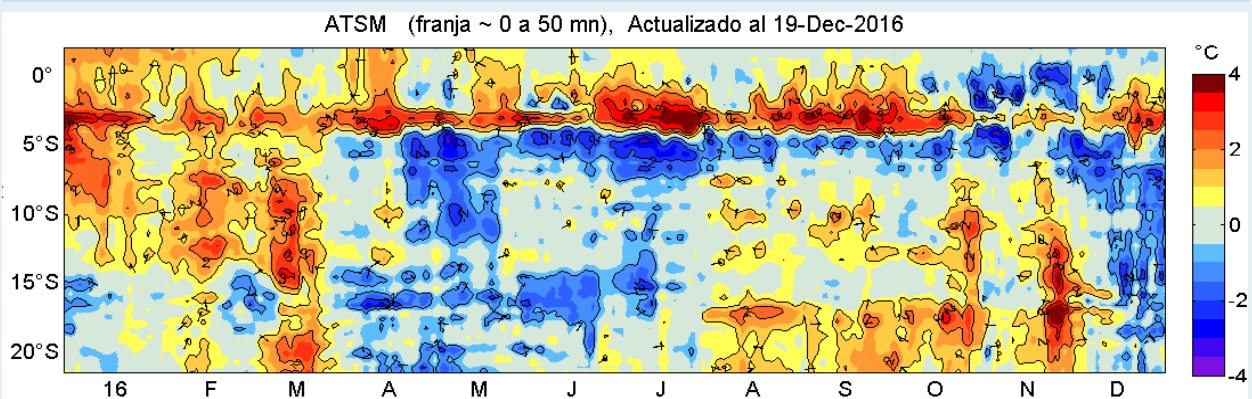 ATSM (franja ~ 0 a 50 mn), Actualizado al 19-Dec-2016
°C
4
2
0
-2
-4
0°
5°S
10°S
15°S
20°S
16 F M A M J J A S O N D